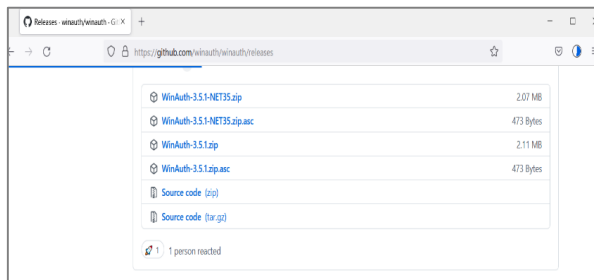 Releases · winauth/winauth · Gi
https://github.com/winauth/winauth/releases
WinAuth-3.5.1-NET35.zip 2.07 MB
WinAuth-3.5.1-NET35.zip.asc 473 Bytes
WinAuth-3.5.1.zip 2.11 MB
WinAuth-3.5.1.zip.asc 473 Bytes
Source code (zip)
Source code (tar.gz)
1 1 person reacted